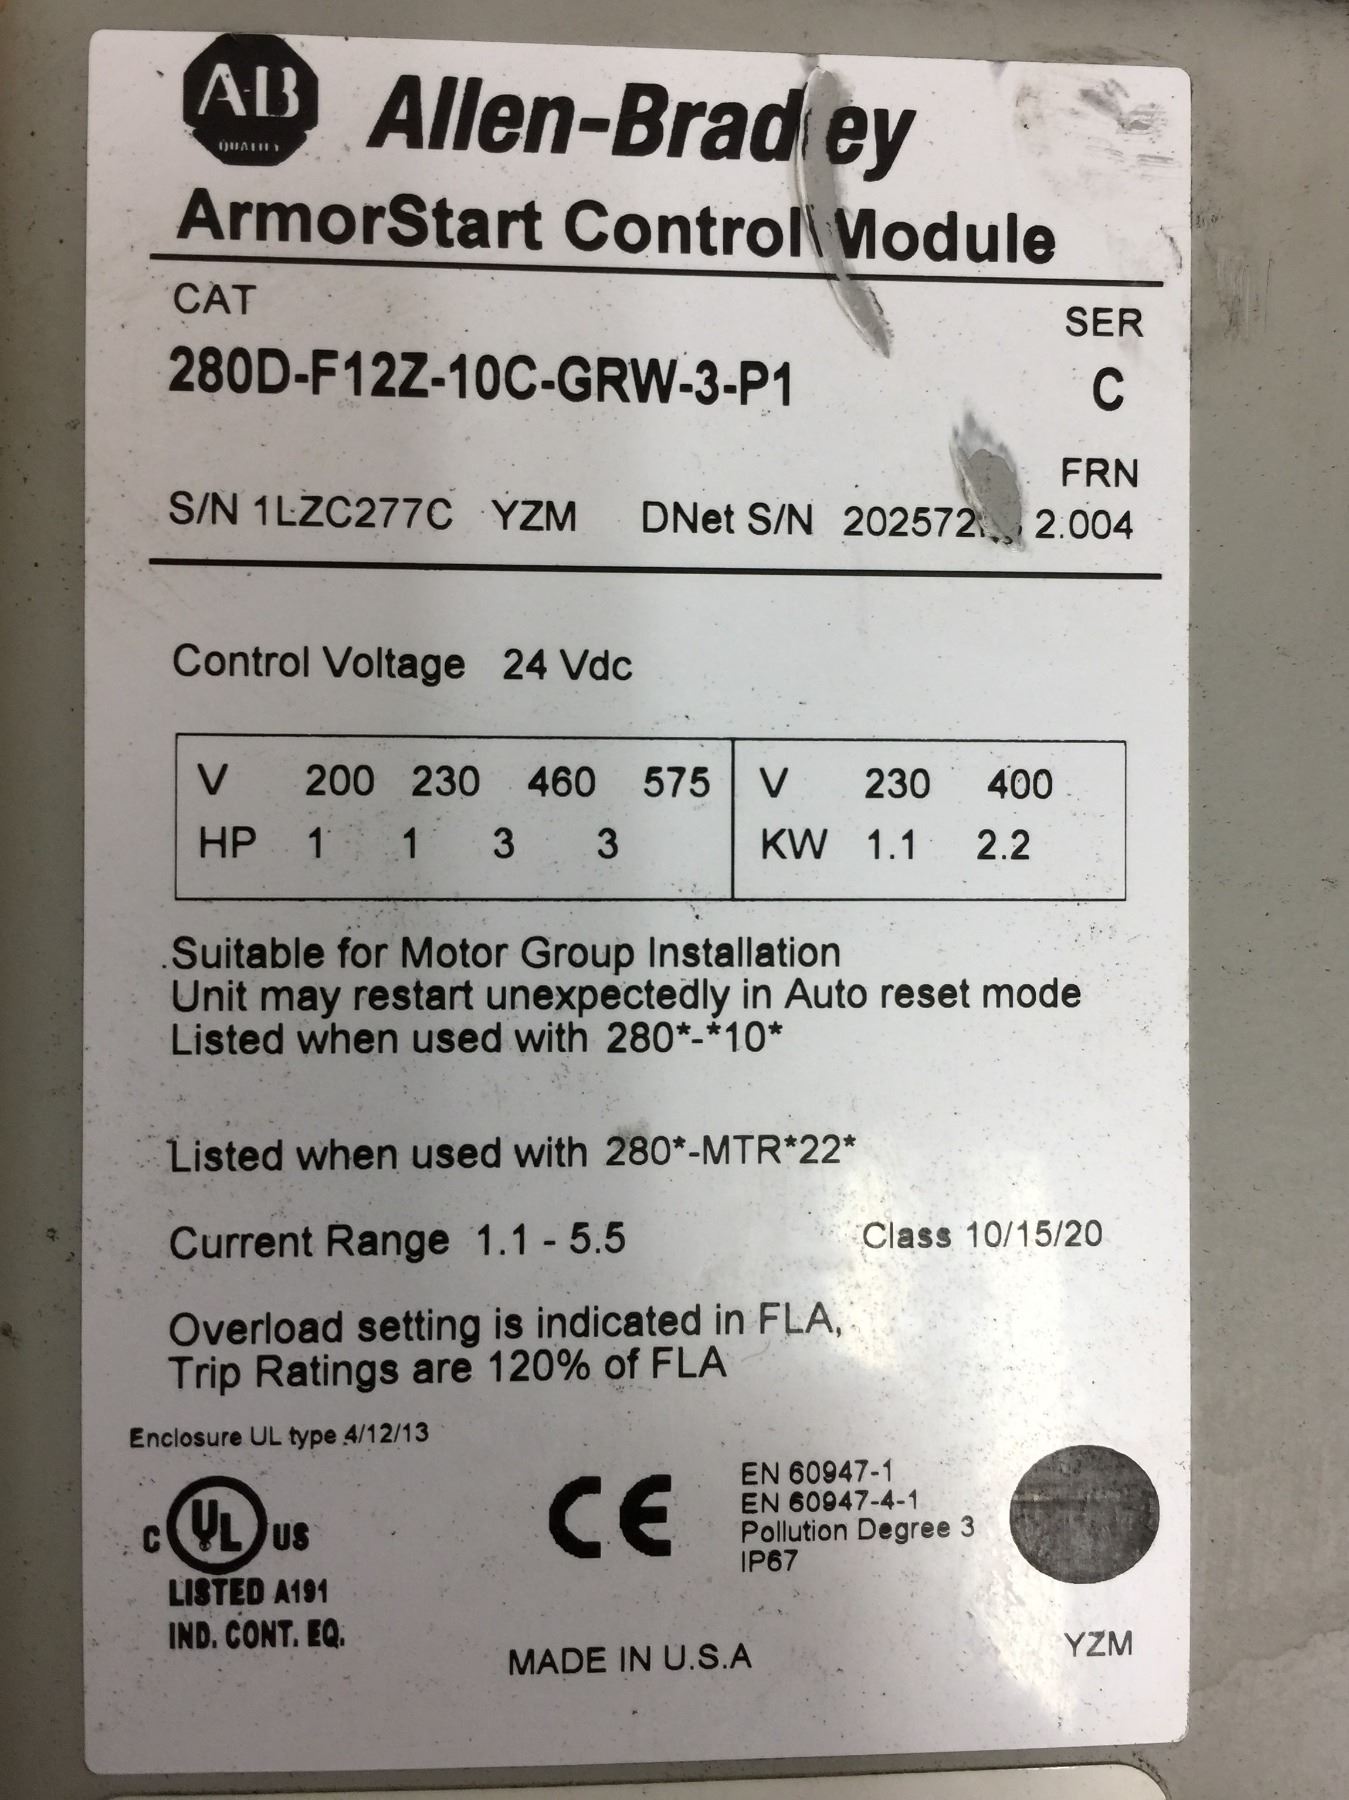 A-B
QUALITY
Allen-Bradley
ArmorStart Control Module
CAT
SER
280D-F12Z-10C-GRW-3-P1
C
FRN
S/N 1LZC277C YZM DNet S/N 2.004
Control Voltage 24 Vdc
V 200 230 460 575 V 230 400
HP 1 1 3 3 KW 1.1 2.2
Suitable for Motor Group Installation
Unit may restart unexpectedly in Auto reset mode
Listed when used with 280*-*10*
Listed when used with 280*-MTR*22*
Current Range 1.1 - 5.5 Class 10/15/20
Overload setting is indicated in FLA,
Trip Ratings are 120% of FLA
Enclosure UL type 4/12/13
C UL US
LISTED A191
IND. CONT. EQ.
CE
EN 60947-1
EN 60947-4-1
Pollution Degree 3
IP67
MADE IN U.S.A
YZM